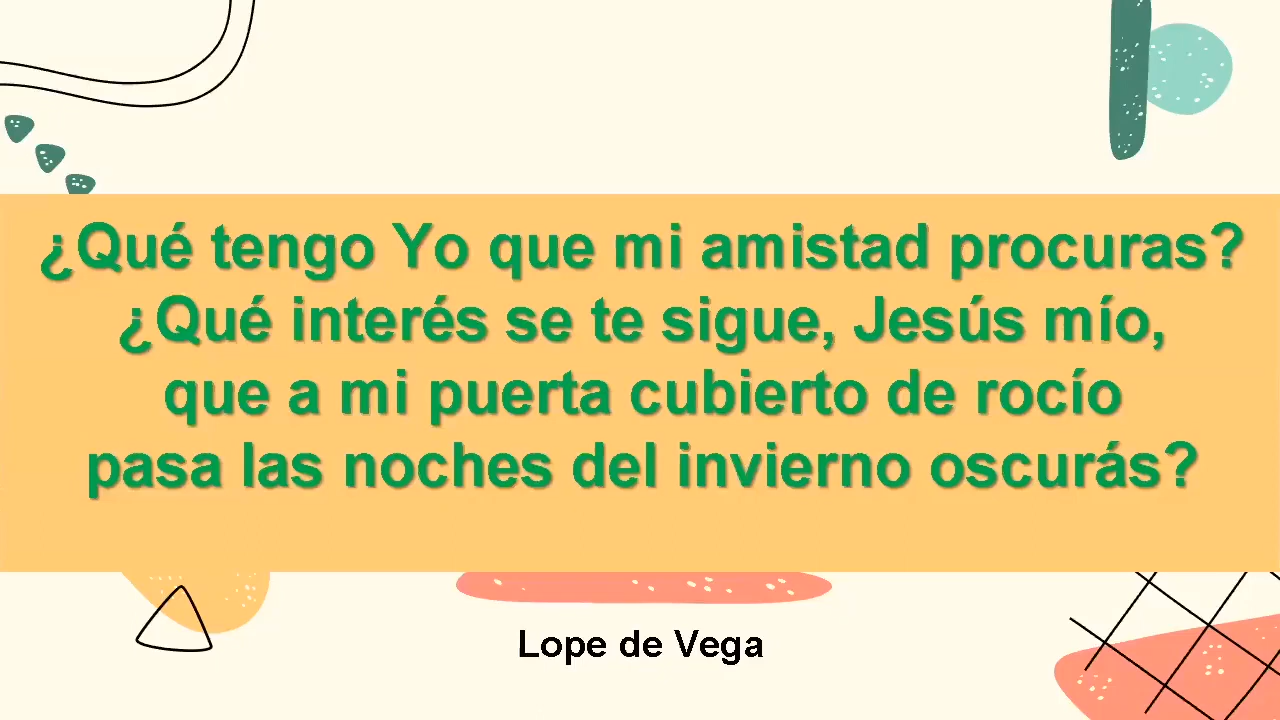 ¿Qué tengo Yo que mi amistad procuras?
¿Qué interés se te sigue, Jesús mío,
que a mi puerta cubierto de rocío
pasa las noches del invierno oscurás?
Lope de Vega